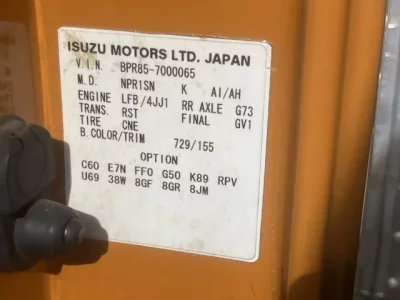 ISUZU MOTORS LTD. JAPAN
V.I.N. BPR85-7000065
M.D. NPR1SN K AI/AH
ENGINE LFB/4JJ1 RR AXLE G73
TRANS. RST FINAL GV1
TIRE CNE
B.COLOR/TRIM 729/155
OPTION
C60 E7N FF0 G50 K89 RPV
U69 38W 8GF 8GR 8JM